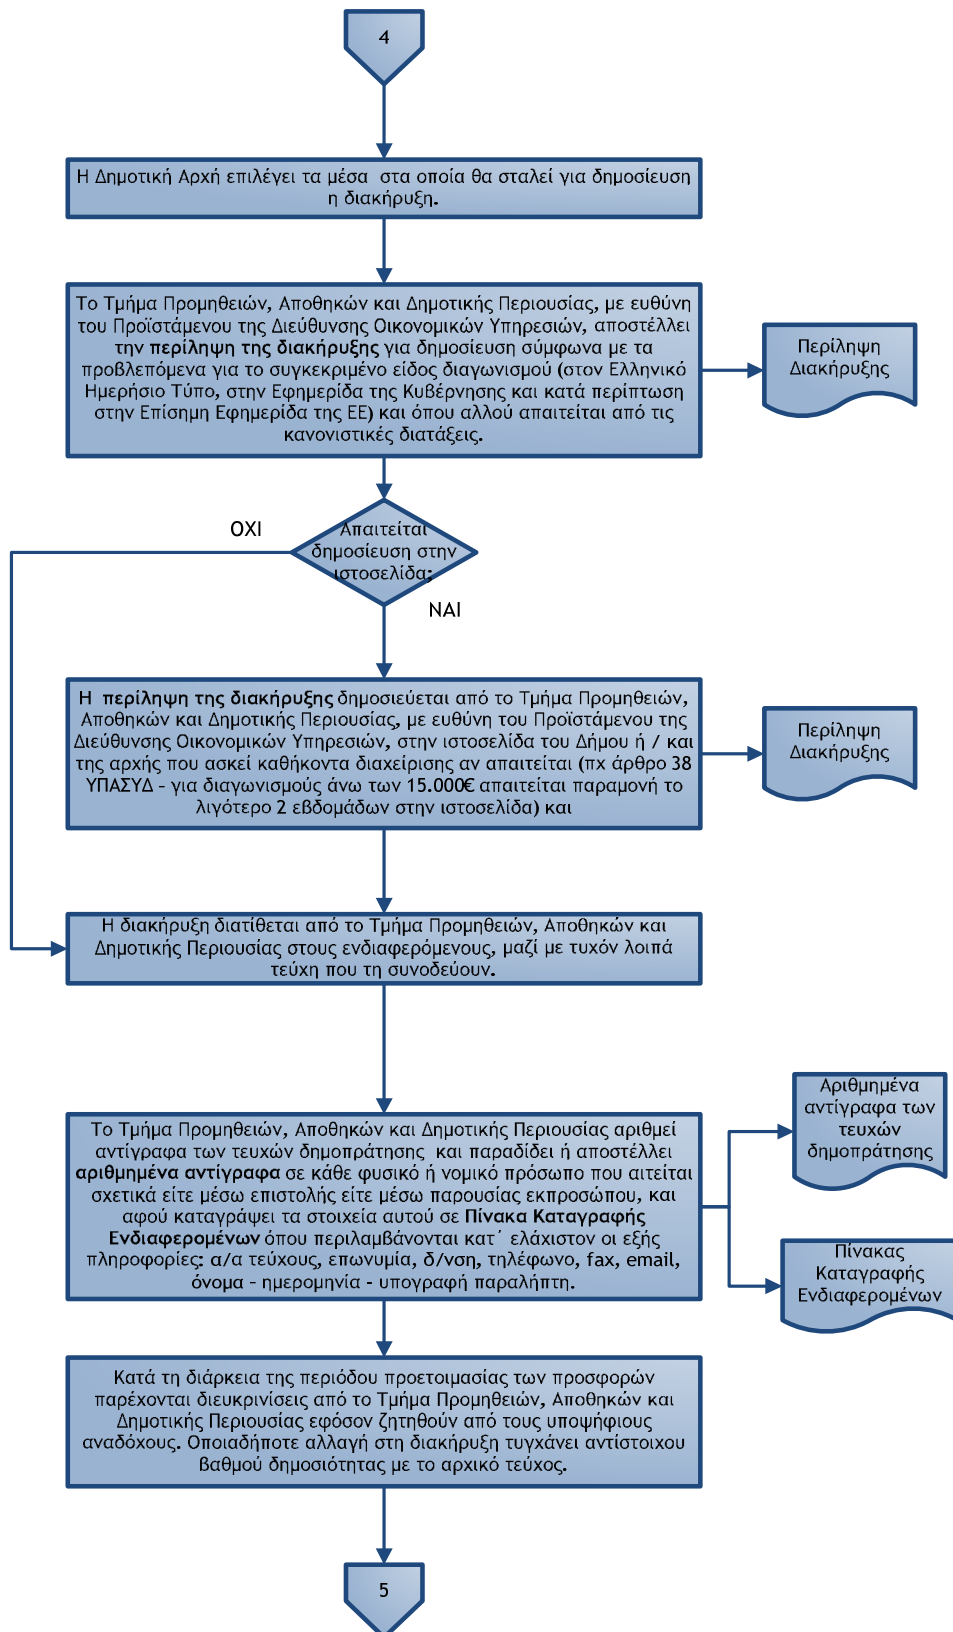 4
Η Δημοτική Αρχή επιλέγει τα μέσα στα οποία θα σταλεί για δημοσίευση
η διακήρυξη.
Το Τμήμα Προμηθειών, Αποθηκών και Δημοτικής Περιουσίας, με ευθύνη
του Προϊστάμενου της Διεύθυνσης Οικονομικών Υπηρεσιών, αποστέλλει
την περίληψη της διακήρυξης για δημοσίευση σύμφωνα με τα
προβλεπόμενα για το συγκεκριμένο είδος διαγωνισμού (στον Ελληνικό
Ημερήσιο Τύπο, στην Εφημερίδα της Κυβέρνησης και κατά περίπτωση
στην Επίσημη Εφημερίδα της ΕΕ) και όπου αλλού απαιτείται από τις
κανονιστικές διατάξεις.
Περίληψη
Διακήρυξης
ΟΧΙ
Απαιτείται
δημοσίευση στην
ιστοσελίδα;
ΝΑΙ
Η περίληψη της διακήρυξης δημοσιεύεται από το Τμήμα Προμηθειών,
Αποθηκών και Δημοτικής Περιουσίας, με ευθύνη του Προϊστάμενου της
Διεύθυνσης Οικονομικών Υπηρεσιών, στην ιστοσελίδα του Δήμου ή / και
της αρχής που ασκεί καθήκοντα διαχείρισης αν απαιτείται (πχ άρθρο 38
ΥΠΑΣΥΔ – για διαγωνισμούς άνω των 15.000€ απαιτείται παραμονή το
λιγότερο 2 εβδομάδων στην ιστοσελίδα) και
Περίληψη
Διακήρυξης
Η διακήρυξη διατίθεται από το Τμήμα Προμηθειών, Αποθηκών και
Δημοτικής Περιουσίας στους ενδιαφερόμενους, μαζί με τυχόν λοιπά
τεύχη που τη συνοδεύουν.
Το Τμήμα Προμηθειών, Αποθηκών και Δημοτικής Περιουσίας αριθμεί
αντίγραφα των τευχών δημοπράτησης και παραδίδει ή αποστέλλει
αριθμημένα αντίγραφα σε κάθε φυσικό ή νομικό πρόσωπο που αιτείται
σχετικά είτε μέσω επιστολής είτε μέσω παρουσίας εκπροσώπου, και
αφού καταγράψει τα στοιχεία αυτού σε Πίνακα Καταγραφής
Ενδιαφερομένων όπου περιλαμβάνονται κατ΄ ελάχιστον οι εξής
πληροφορίες: α/α τεύχους, επωνυμία, δ/νση, τηλέφωνο, fax, email,
όνομα – ημερομηνία – υπογραφή παραλήπτη.
Αριθμημένα
αντίγραφα των
τευχών
δημοπράτησης
Πίνακας
Καταγραφής
Ενδιαφερομένων
Κατά τη διάρκεια της περιόδου προετοιμασίας των προσφορών
παρέχονται διευκρινίσεις από το Τμήμα Προμηθειών, Αποθηκών και
Δημοτικής Περιουσίας εφόσον ζητηθούν από τους υποψήφιους
αναδόχους. Οποιαδήποτε αλλαγή στη διακήρυξη τυγχάνει αντίστοιχου
βαθμού δημοσιότητας με το αρχικό τεύχος.
5